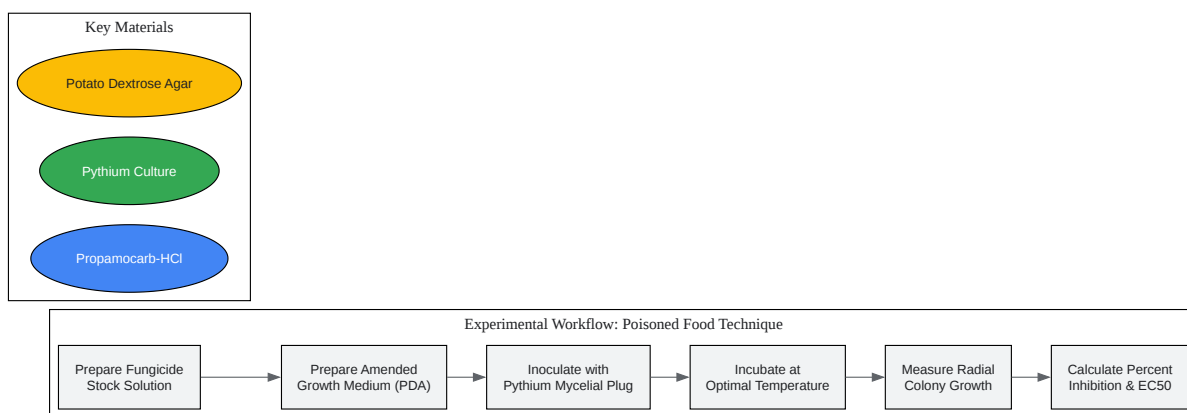 Key Materials
Potato Dextrose Agar
Pythium Culture
Propamocarb-HCl
Experimental Workflow: Poisoned Food Technique
Prepare Fungicide
Stock Solution
Prepare Amended
Growth Medium (PDA)
Inoculate with
Pythium Mycelial Plug
Incubate at
Optimal Temperature
Measure Radial
Colony Growth
Calculate Percent
Inhibition & EC50